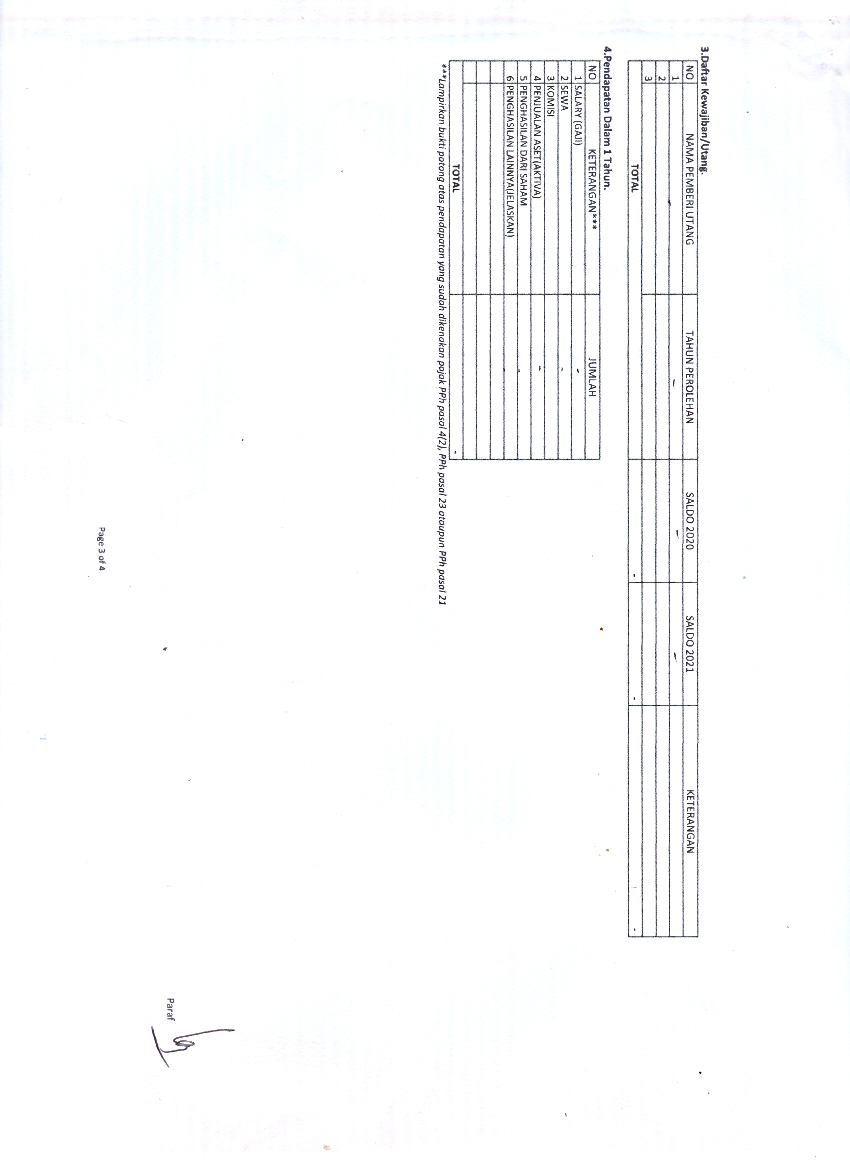 3.Daftar Kewajiban/Utang.
NO NAMA PEMBERI UTANG TAHUN PEROLEHAN SALDO 2020 SALDO 2021 KETERANGAN
1 - - - -
2
3
TOTAL - - -
4.Pendapatan Dalam 1 Tahun.
NO KETERANGAN*** JUMLAH
1 SALARY (GAJI) -
2 SEWA -
3 KOMISI
4 PENJUALAN ASET(AKTIVA) -
5 PENGHASILAN DARI SAHAM -
6 PENGHASILAN LAINNYA(JELASKAN) -
TOTAL -
***Lampirkan bukti potong atas pendapatan yang sudah dikenakan pajak PPh pasal 4(2), PPh pasal 23 ataupun PPh pasal 21
Paraf
Page 3 of 4